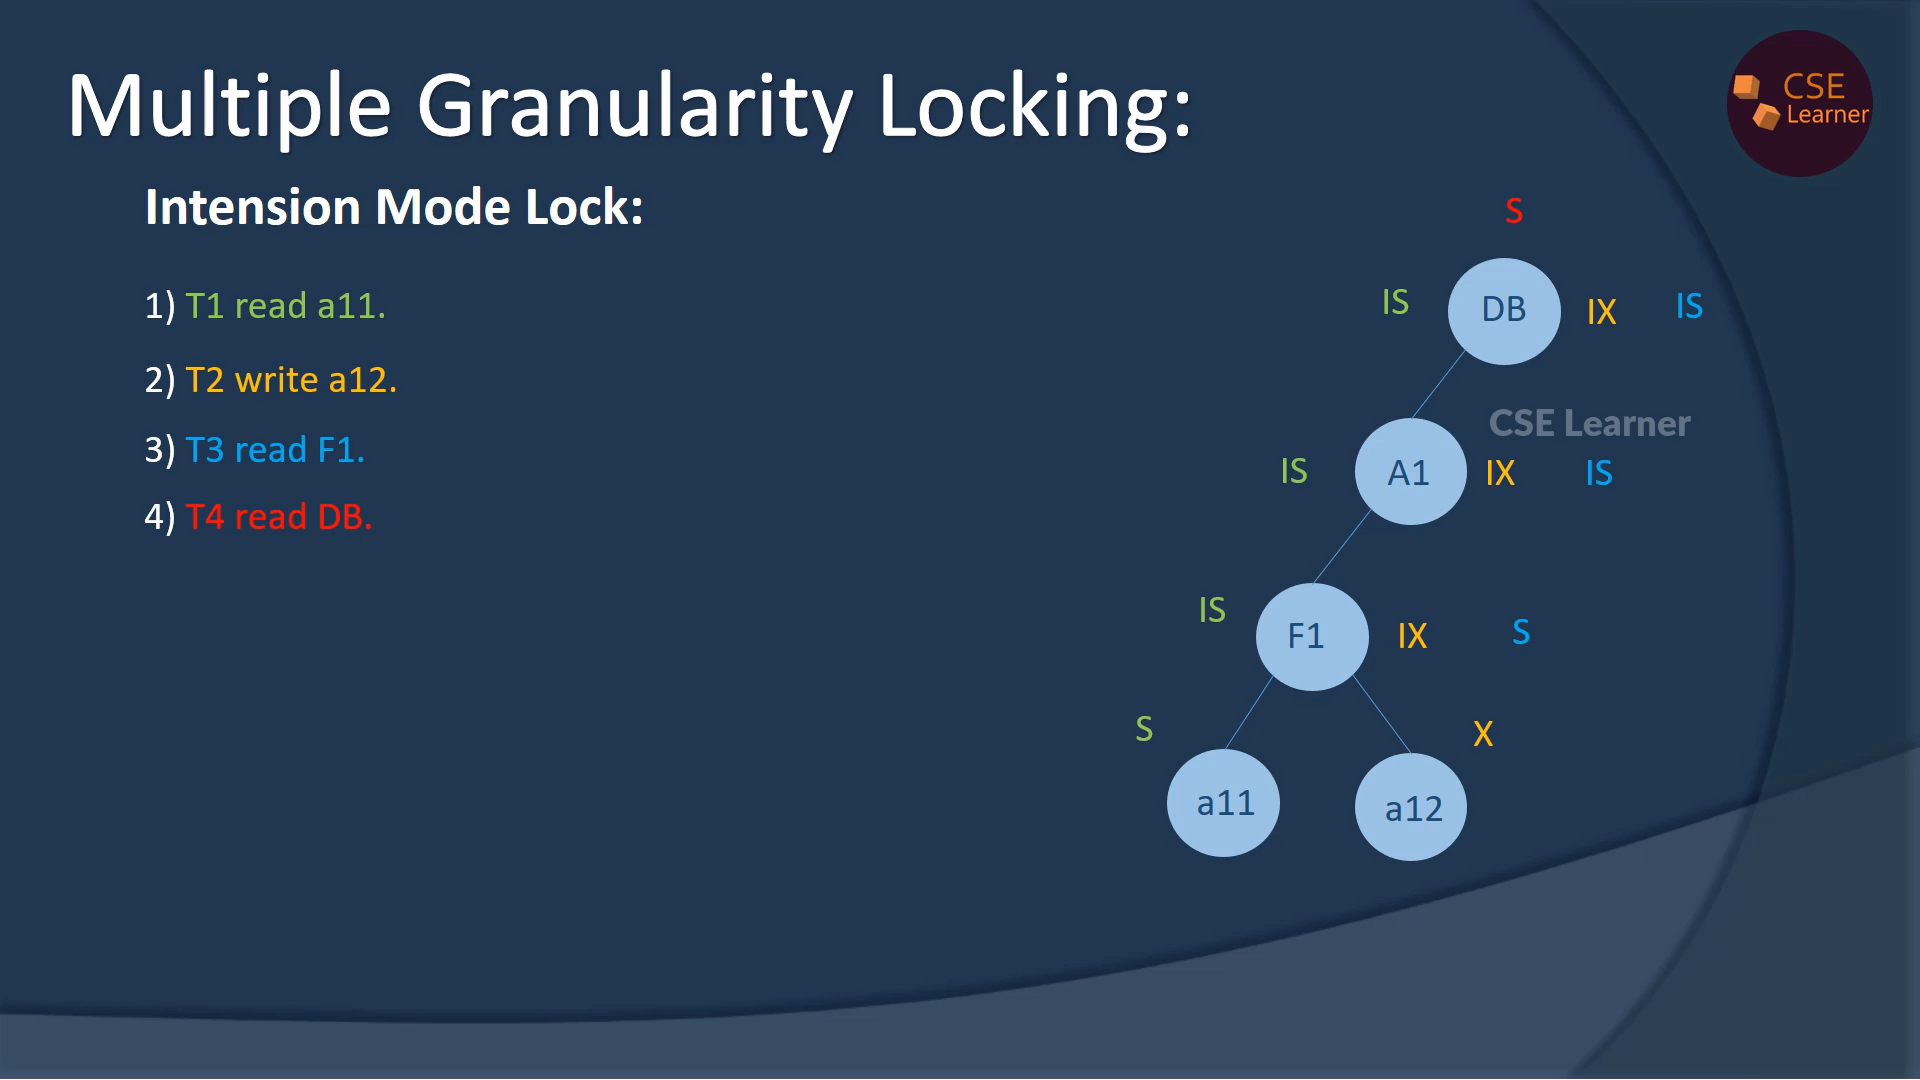 Multiple Granularity Locking:
CSE
Learner
Intension Mode Lock:
1) T1 read a11.
2) T2 write a12.
3) T3 read F1.
4) T4 read DB.
S
IS DB IX IS
CSE Learner
IS A1 IX IS
IS F1 IX S
S X
a11 a12